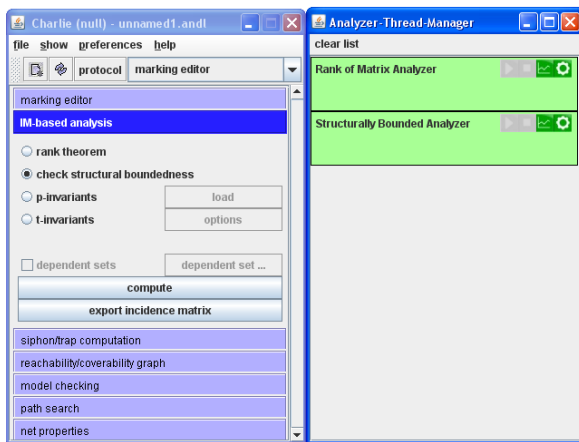 Charlie (null) - unnamed1.andl
file show preferences help
protocol marking editor
marking editor
IM-based analysis
rank theorem
check structural boundedness
p-invariants load
t-invariants options
dependent sets dependent set ...
compute
export incidence matrix
siphon/trap computation
reachability/coverability graph
model checking
path search
net properties
Analyzer-Thread-Manager
clear list
Rank of Matrix Analyzer
Structurally Bounded Analyzer